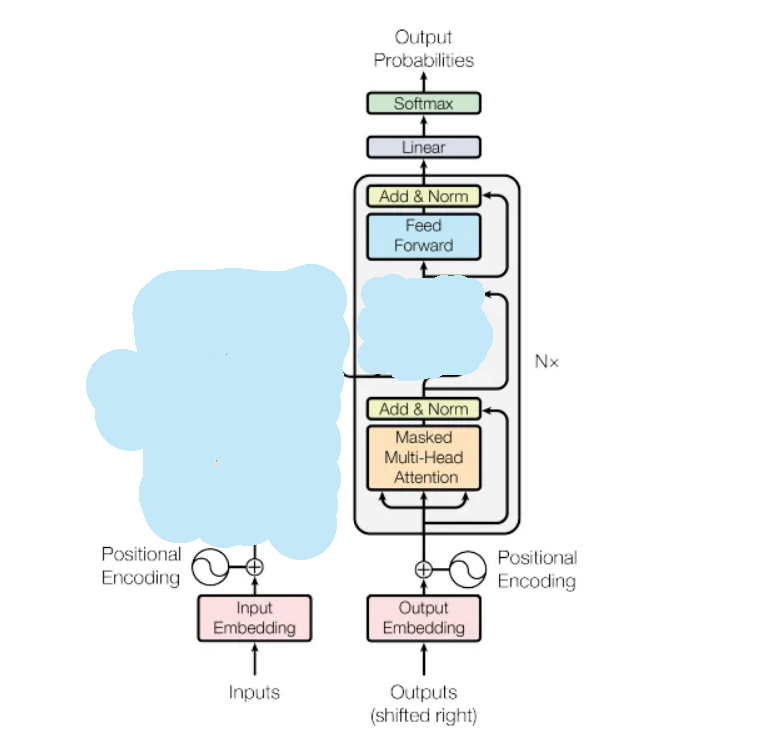 Output
Probabilities
Softmax
Linear
Add & Norm
Feed
Forward
N×
Add & Norm
Masked
Multi-Head
Attention
Positional
Encoding
Positional
Encoding
Input
Embedding
Output
Embedding
Inputs
Outputs
(shifted right)